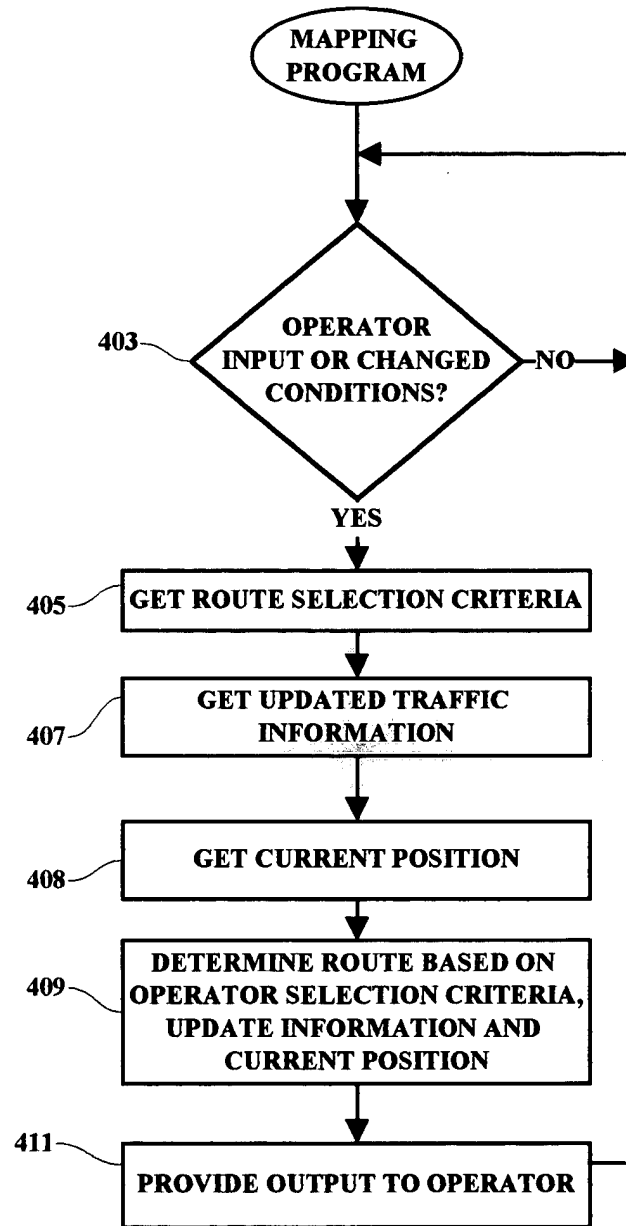 MAPPING
PROGRAM
403
OPERATOR
INPUT OR CHANGED
CONDITIONS?
NO
YES
405
GET ROUTE SELECTION CRITERIA
407
GET UPDATED TRAFFIC
INFORMATION
408
GET CURRENT POSITION
409
DETERMINE ROUTE BASED ON
OPERATOR SELECTION CRITERIA,
UPDATE INFORMATION AND
CURRENT POSITION
411
PROVIDE OUTPUT TO OPERATOR